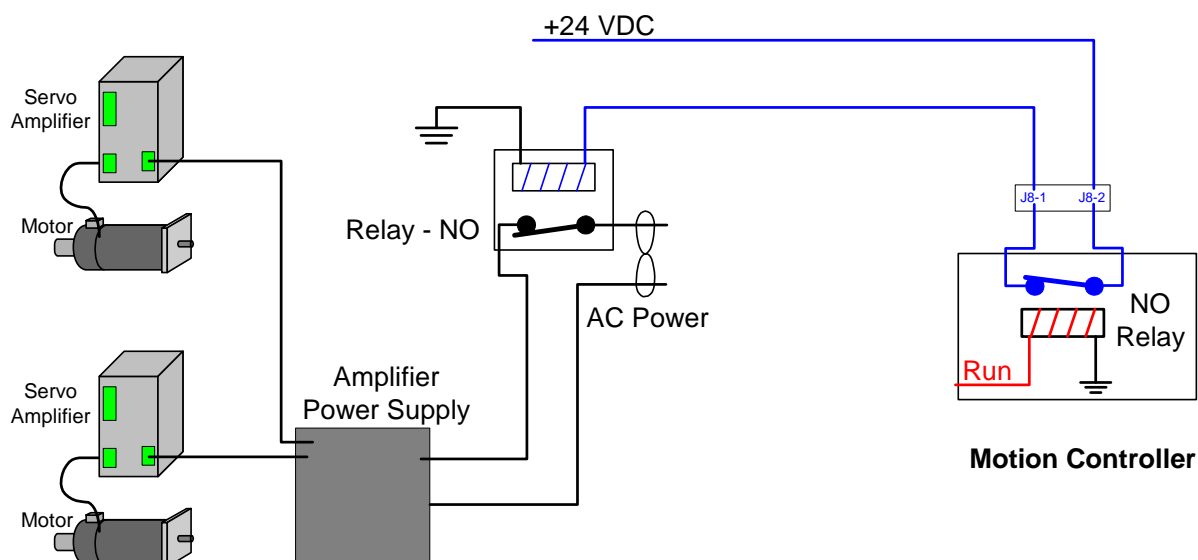 +24 VDC
Servo
Amplifier
Motor
Relay - NO
AC Power
J8-1
J8-2
NO
Relay
Run
Motion Controller
Amplifier
Power Supply
Servo
Amplifier
Motor